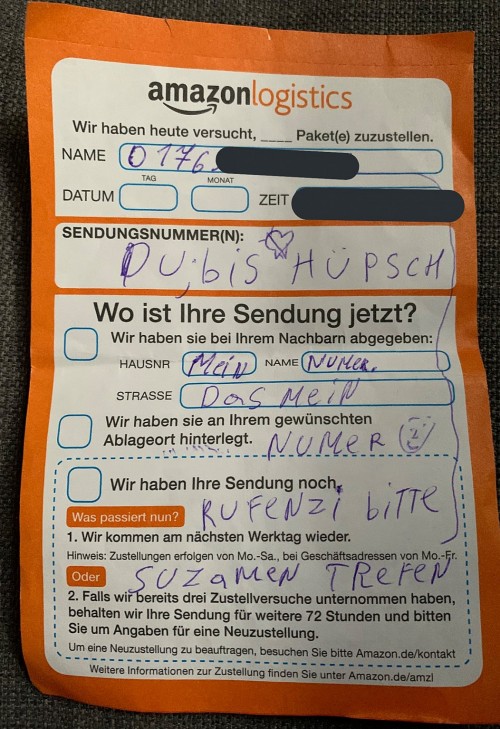 amazonlogistics
Wir haben heute versucht, ____ Paket(e) zuzustellen.
NAME 0176
TAG MONAT
DATUM ZEIT
SENDUNGSNUMMER(N):
DU, bis HÜPSCH
Wo ist Ihre Sendung jetzt?
Wir haben sie bei Ihrem Nachbarn abgegeben:
HAUSNR MeiN NAME NUMeR.
STRASSE DAS MeiN
Wir haben sie an Ihrem gewünschten
Ablageort hinterlegt. NUMeR
Wir haben Ihre Sendung noch.
Was passiert nun? RUFENZi biTTe
1. Wir kommen am nächsten Werktag wieder.
Hinweis: Zustellungen erfolgen von Mo.-Sa., bei Geschäftsadressen von Mo.-Fr.
Oder SUZAMeN TReFeN
2. Falls wir bereits drei Zustellversuche unternommen haben,
behalten wir Ihre Sendung für weitere 72 Stunden und bitten
Sie um Angaben für eine Neuzustellung.
Um eine Neuzustellung zu beauftragen, besuchen Sie bitte Amazon.de/kontakt
Weitere Informationen zur Zustellung finden Sie unter Amazon.de/amzl